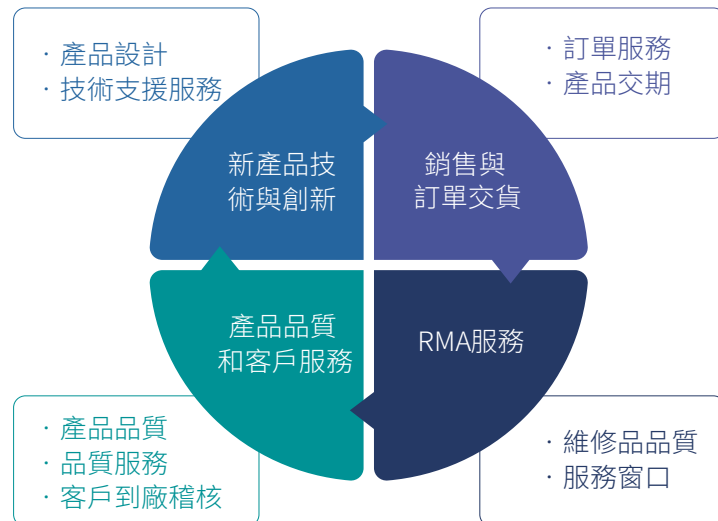 · 產品設計
· 技術支援服務
· 訂單服務
· 產品交期
新產品技
術與創新
銷售與
訂單交貨
產品品質
和客戶服務
RMA服務
· 產品品質
· 品質服務
· 客戶到廠稽核
· 維修品品質
· 服務窗口